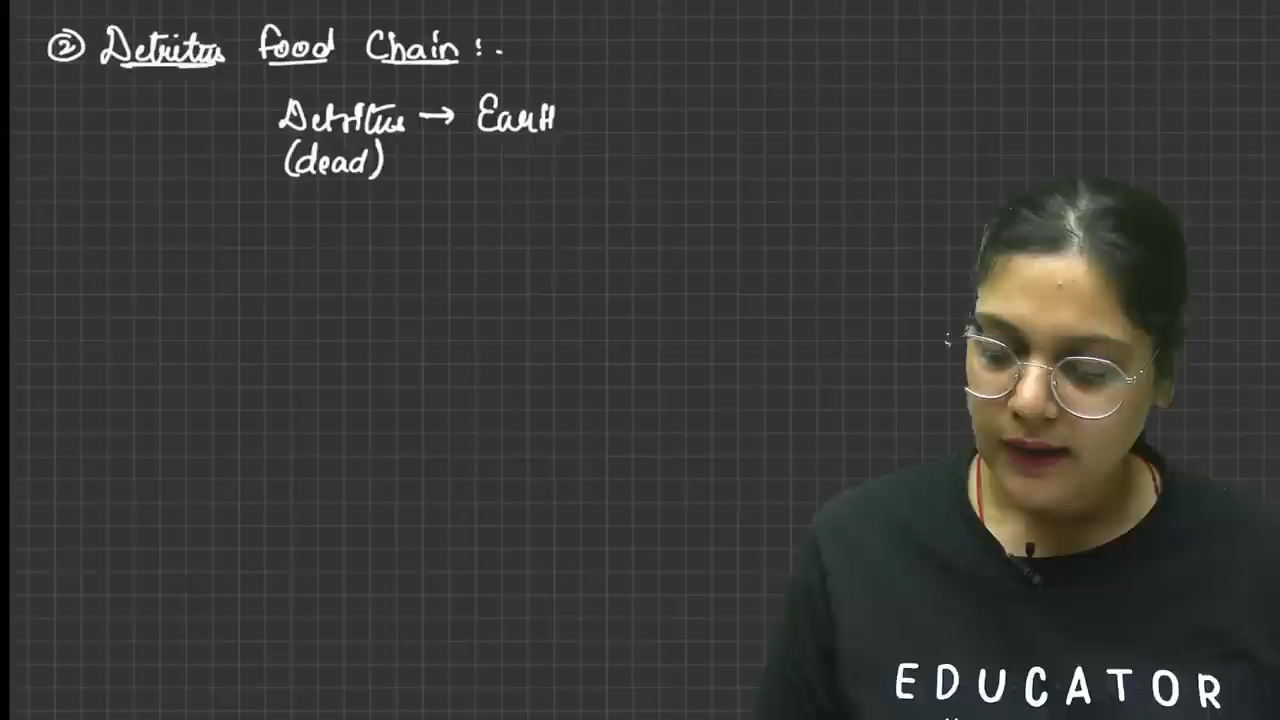 ② Detritus food Chain :.
Detritus → Earth
(dead)
EDUCATOR